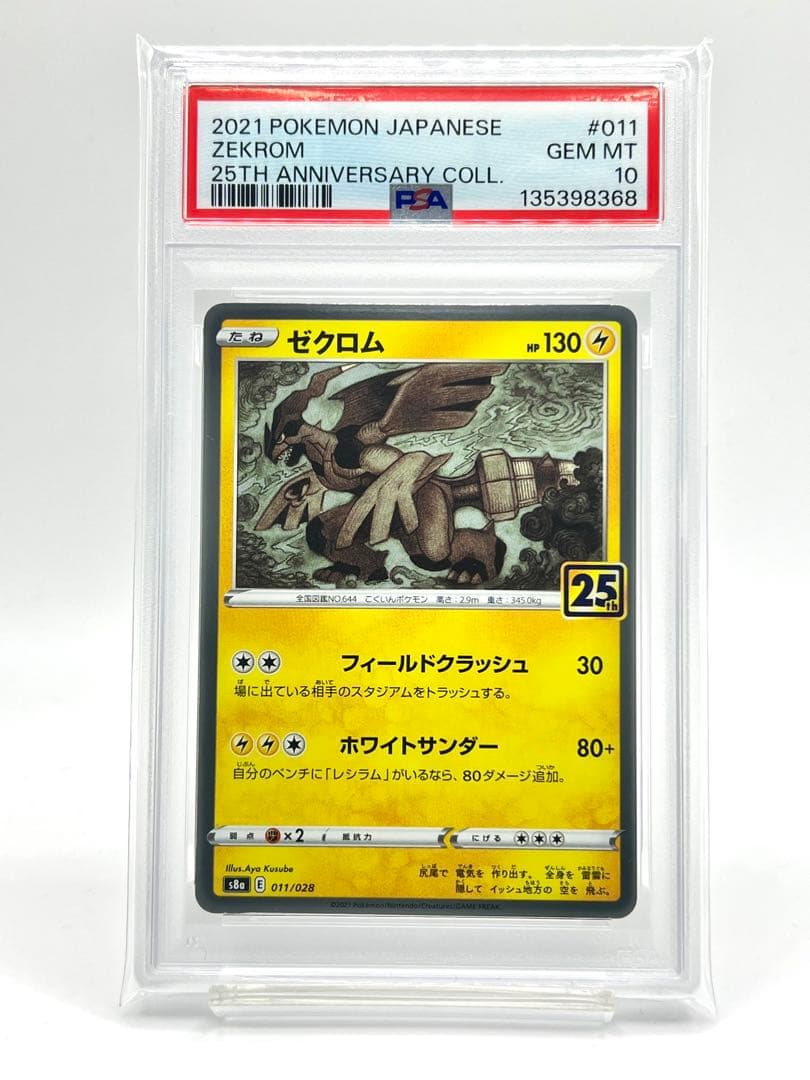 2021 POKEMON JAPANESE #011
ZEKROM GEM MT
25TH ANNIVERSARY COLL. 10
PSA 135398368
たね ゼクロム HP 130
全国図鑑NO.644 こくいんポケモン 高さ：2.9m 重さ：345.0kg
25th
フィールドクラッシュ 30
場に出ている相手のスタジアムをトラッシュする。
ホワイトサンダー 80+
自分のベンチに「レシラム」がいるなら、80ダメージ追加。
弱点 ×2 抵抗力 にげる
Illus.Aya Kusube
尻尾で 電気を 作り出す。 全身を 雷雲に
隠して イッシュ地方の 空を 飛ぶ。
s8a E 011/028
©2021 Pokémon/Nintendo/Creatures/GAME FREAK.